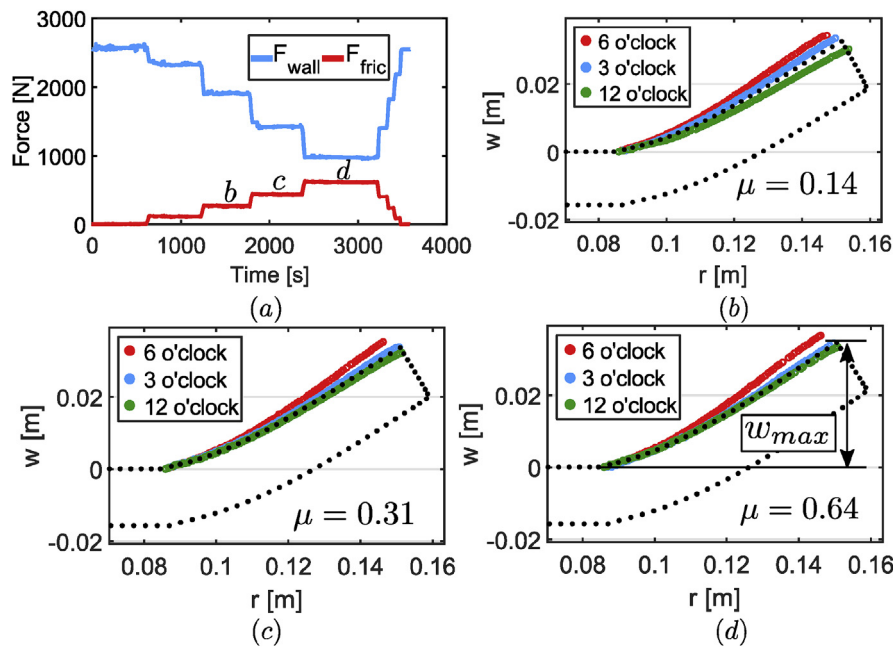 3000
2000
1000
0
Force [N]
F_wall F_fric
b c d
0 1000 2000 3000 4000
Time [s]
(a)
6 o'clock
3 o'clock
12 o'clock
0.02
0
-0.02
w [m]
μ = 0.14
0.08 0.1 0.12 0.14 0.16
r [m]
(b)
6 o'clock
3 o'clock
12 o'clock
0.02
0
-0.02
w [m]
μ = 0.31
0.08 0.1 0.12 0.14 0.16
r [m]
(c)
6 o'clock
3 o'clock
12 o'clock
0.02
0
-0.02
w [m]
w_max
μ = 0.64
0.08 0.1 0.12 0.14 0.16
r [m]
(d)